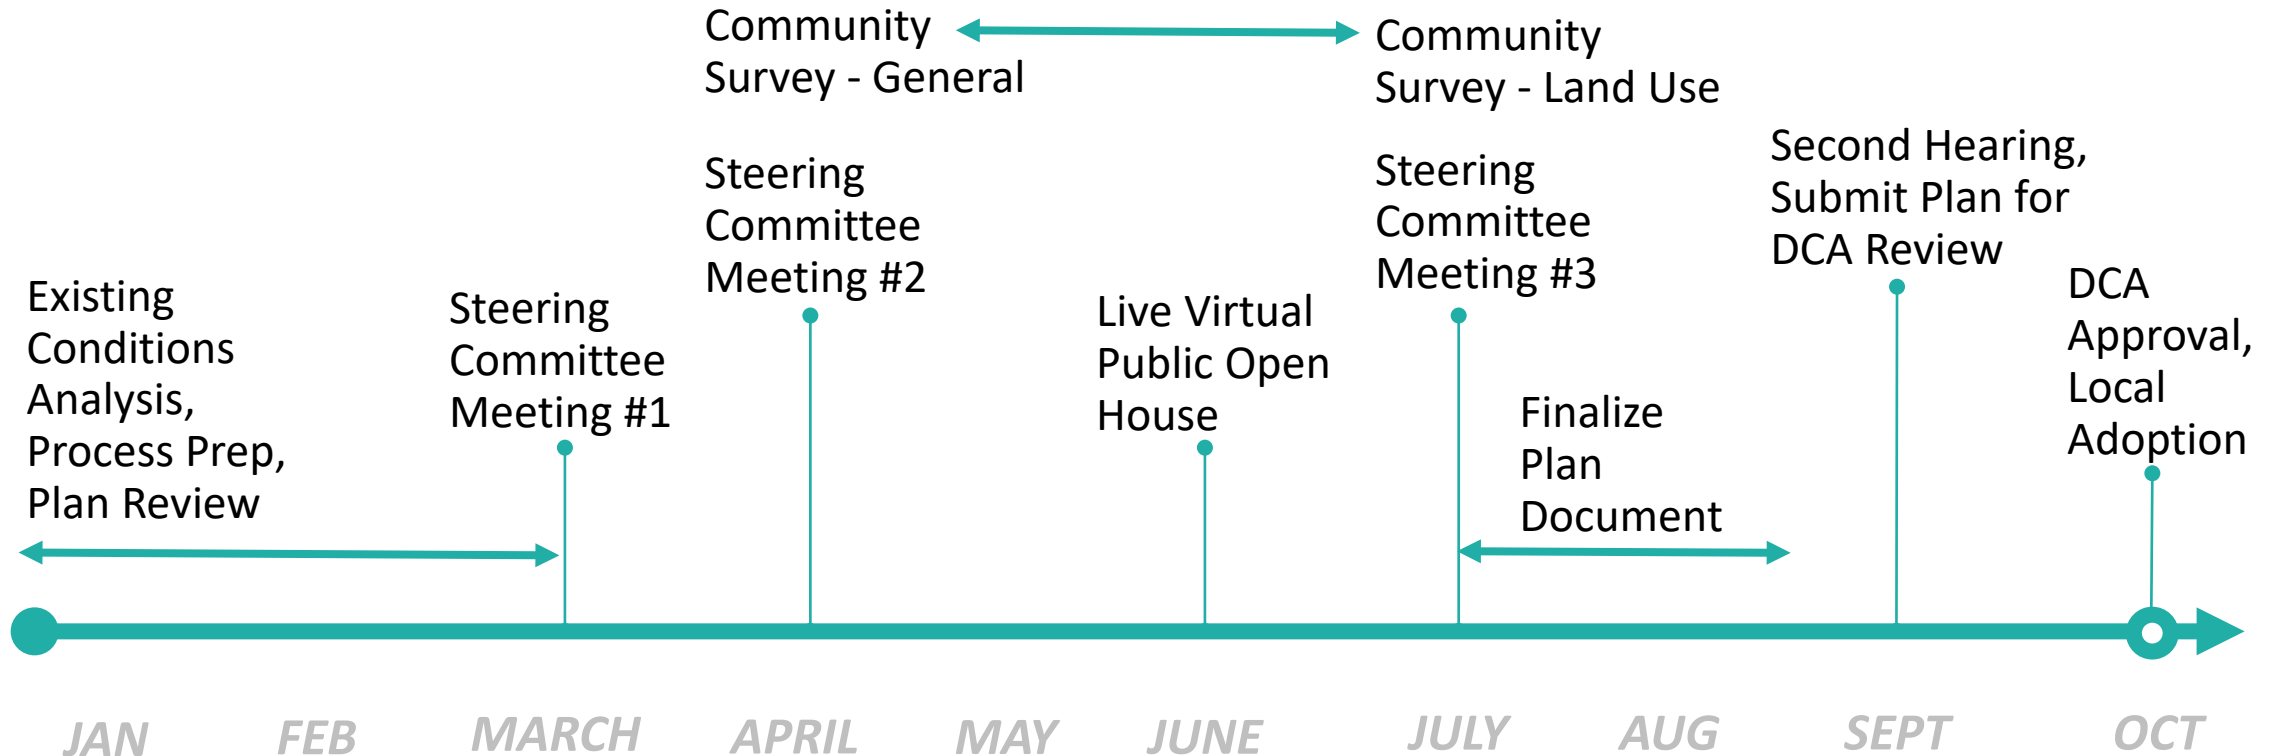 Community
Survey - General
Community
Survey - Land Use
Steering
Committee
Meeting #2
Steering
Committee
Meeting #3
Second Hearing,
Submit Plan for
DCA Review
Existing
Conditions
Analysis,
Process Prep,
Plan Review
Steering
Committee
Meeting #1
Live Virtual
Public Open
House
Finalize
Plan
Document
DCA
Approval,
Local
Adoption
JAN
FEB
MARCH
APRIL
MAY
JUNE
JULY
AUG
SEPT
OCT